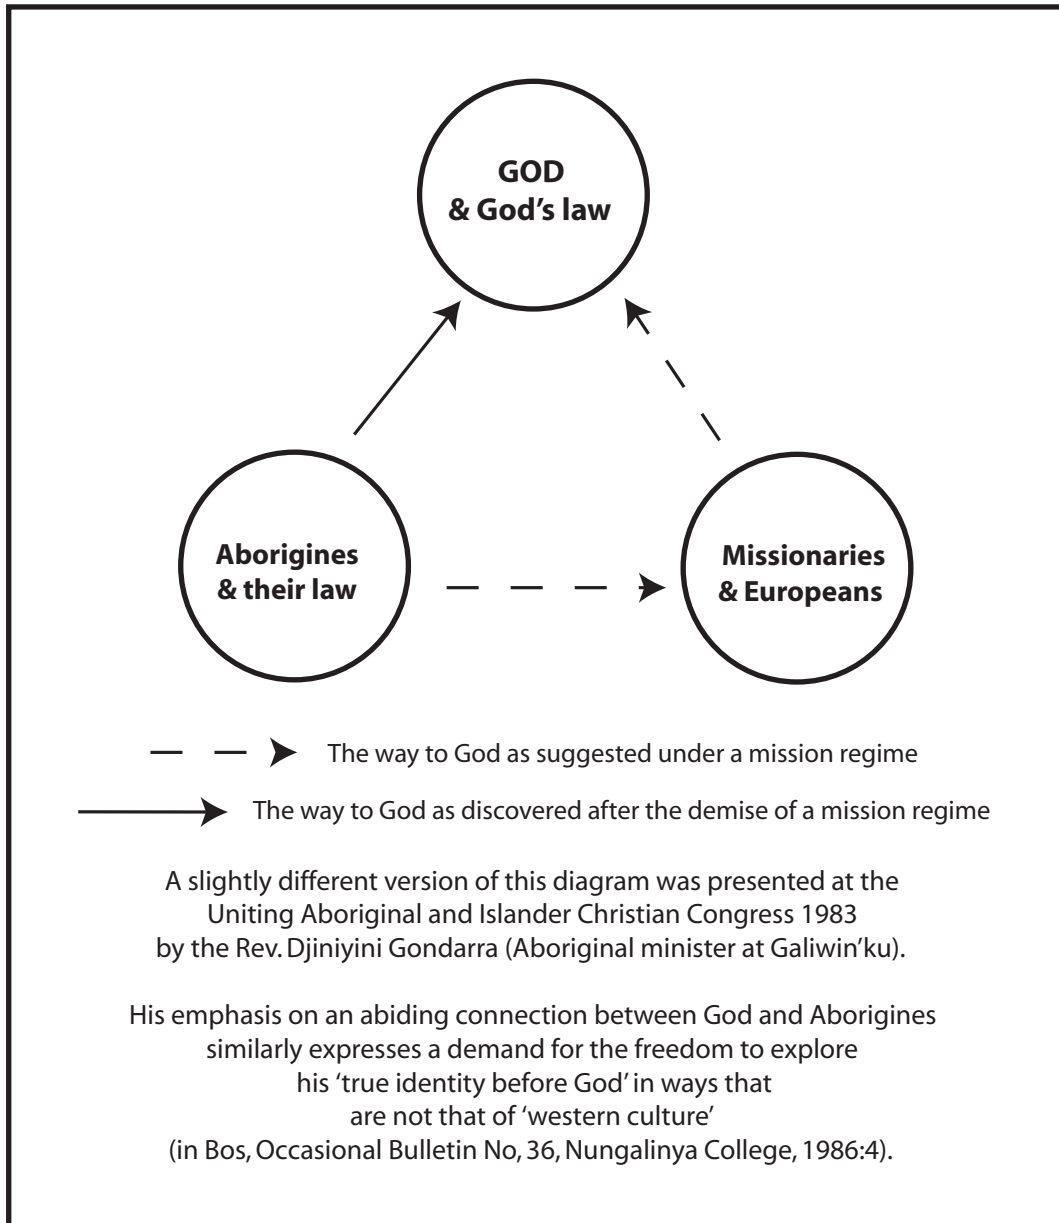 GOD
& God’s law
Aborigines
& their law
Missionaries
& Europeans
The way to God as suggested under a mission regime
The way to God as discovered after the demise of a mission regime
A slightly different version of this diagram was presented at the
Uniting Aboriginal and Islander Christian Congress 1983
by the Rev. Djiniyini Gondarra (Aboriginal minister at Galiwin’ku).
His emphasis on an abiding connection between God and Aborigines
similarly expresses a demand for the freedom to explore
his ‘true identity before God’ in ways that
are not that of ‘western culture’
(in Bos, Occasional Bulletin No, 36, Nungalinya College, 1986:4).